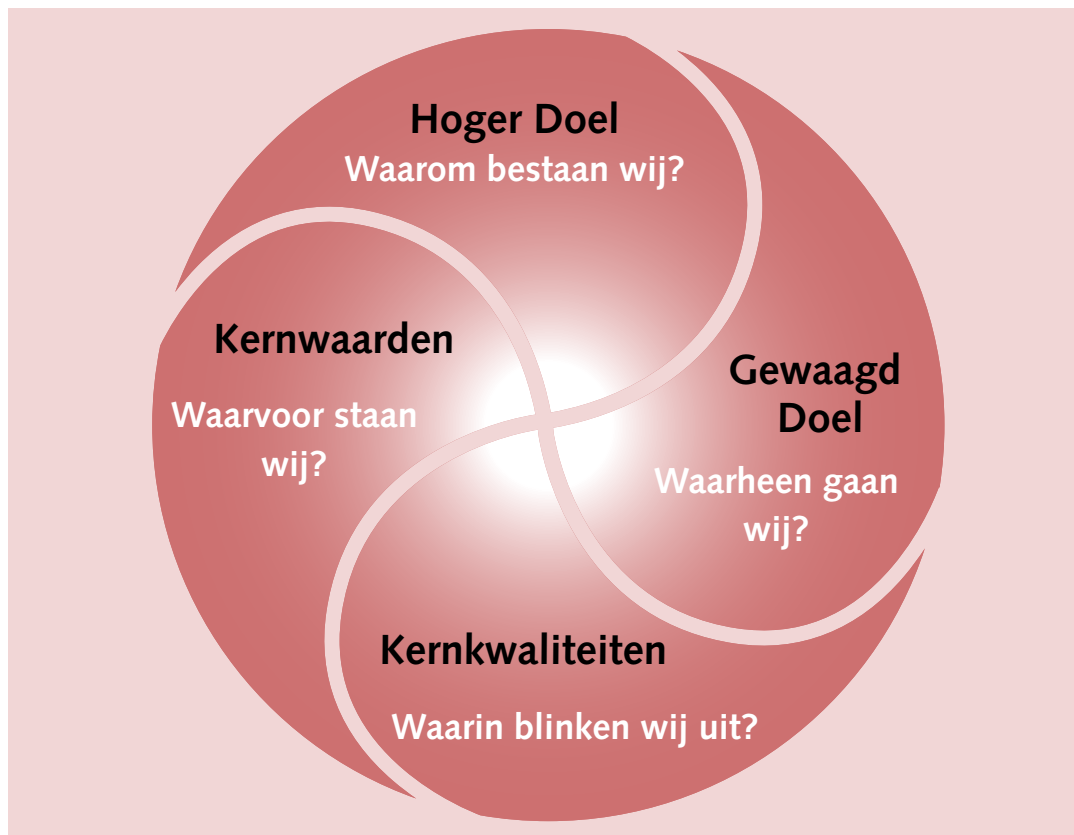 Hoger Doel
Waarom bestaan wij?
Kernwaarden
Waarvoor staan
wij?
Gewaagd
Doel
Waarheen gaan
wij?
Kernkwaliteiten
Waarin blinken wij uit?